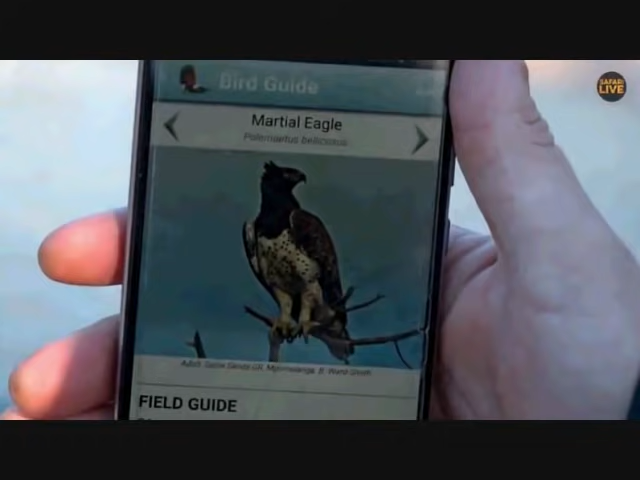 SAFARI
LIVE
Bird Guide
Martial Eagle
Polemaetus bellicosus
FIELD GUIDE